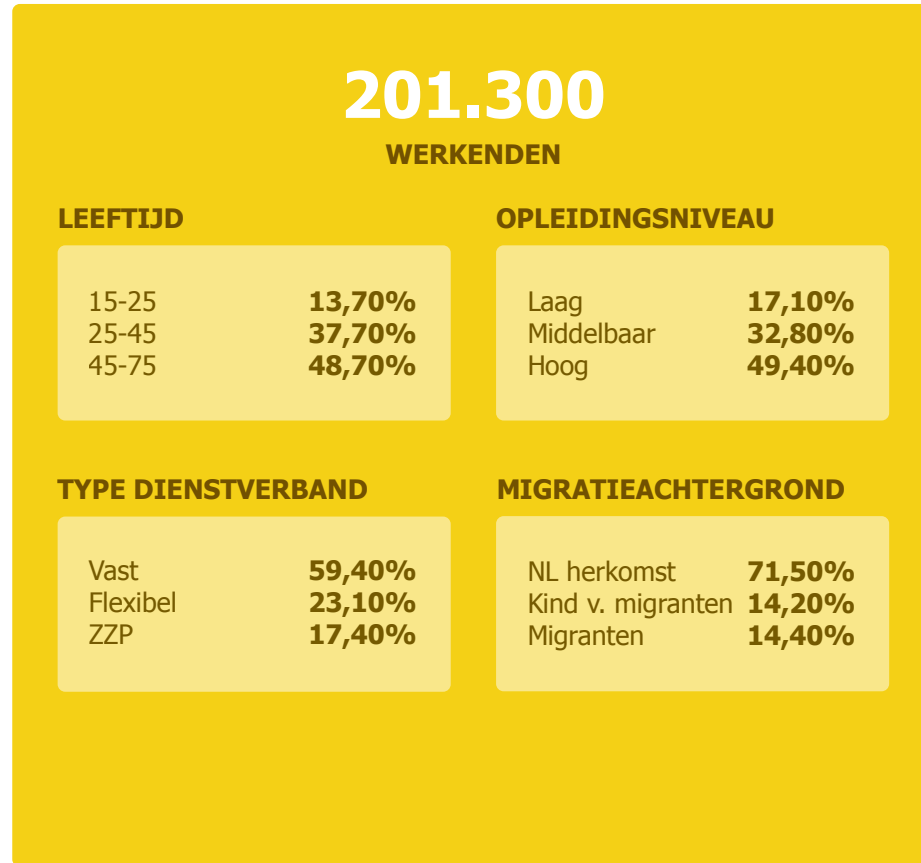 201.300
WERKENDEN
LEEFTIJD
15-25 13,70%
25-45 37,70%
45-75 48,70%
OPLEIDINGSNIVEAU
Laag 17,10%
Middelbaar 32,80%
Hoog 49,40%
TYPE DIENSTVERBAND
Vast 59,40%
Flexibel 23,10%
ZZP 17,40%
MIGRATIEACHTERGROND
NL herkomst 71,50%
Kind v. migranten 14,20%
Migranten 14,40%